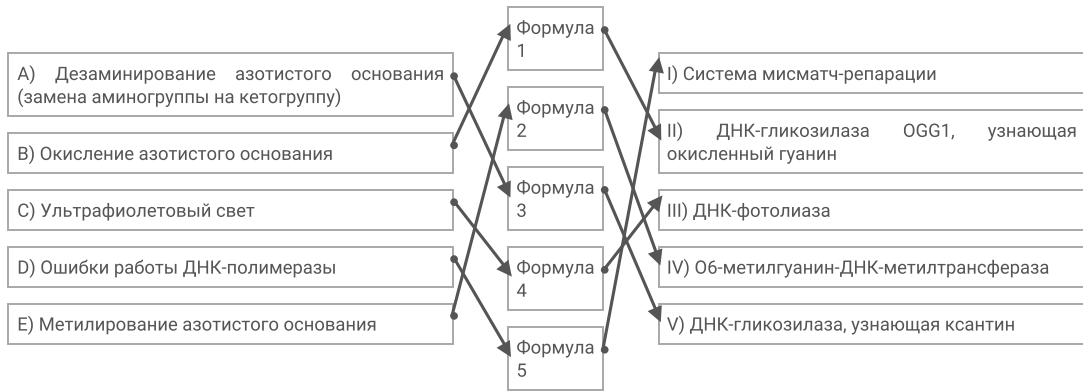 А) Дезаминирование азотистого основания
(замена аминогруппы на кетогруппу)
B) Окисление азотистого основания
C) Ультрафиолетовый свет
D) Ошибки работы ДНК-полимеразы
E) Метилирование азотистого основания
Формула
1
Формула
2
Формула
3
Формула
4
Формула
5
I) Система мисматч-репарации
II) ДНК-гликозилаза OGG1, узнающая
окисленный гуанин
III) ДНК-фотолиаза
IV) О6-метилгуанин-ДНК-метилтрансфераза
V) ДНК-гликозилаза, узнающая ксантин